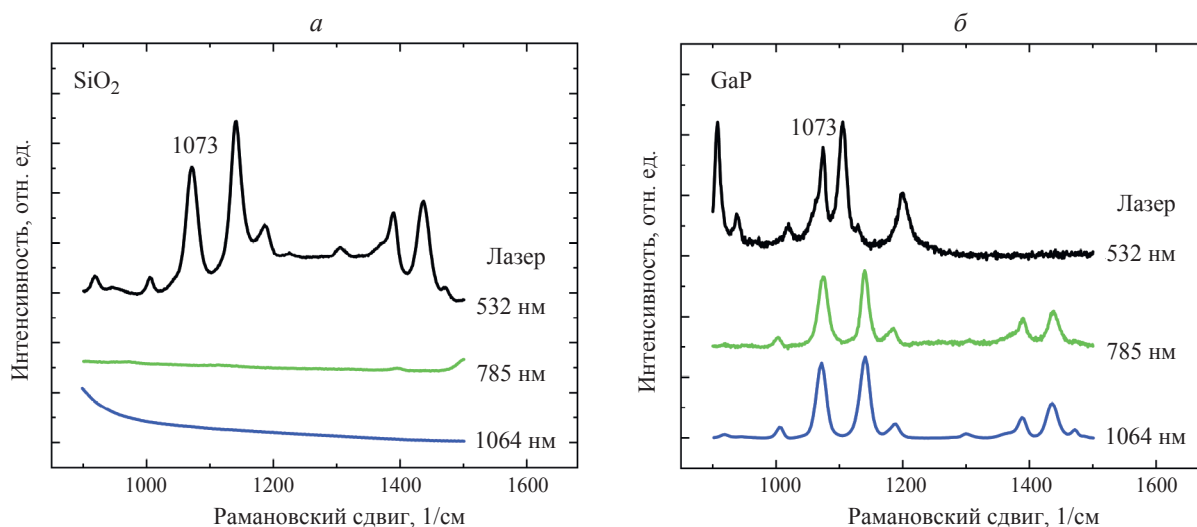 а
SiO2
1073
Лазер
532 нм
785 нм
1064 нм
Интенсивность, отн. ед.
1000
1200
1400
1600
Рамановский сдвиг, 1/см
б
GaP
1073
Лазер
532 нм
785 нм
1064 нм
Интенсивность, отн. ед.
1000
1200
1400
1600
Рамановский сдвиг, 1/см